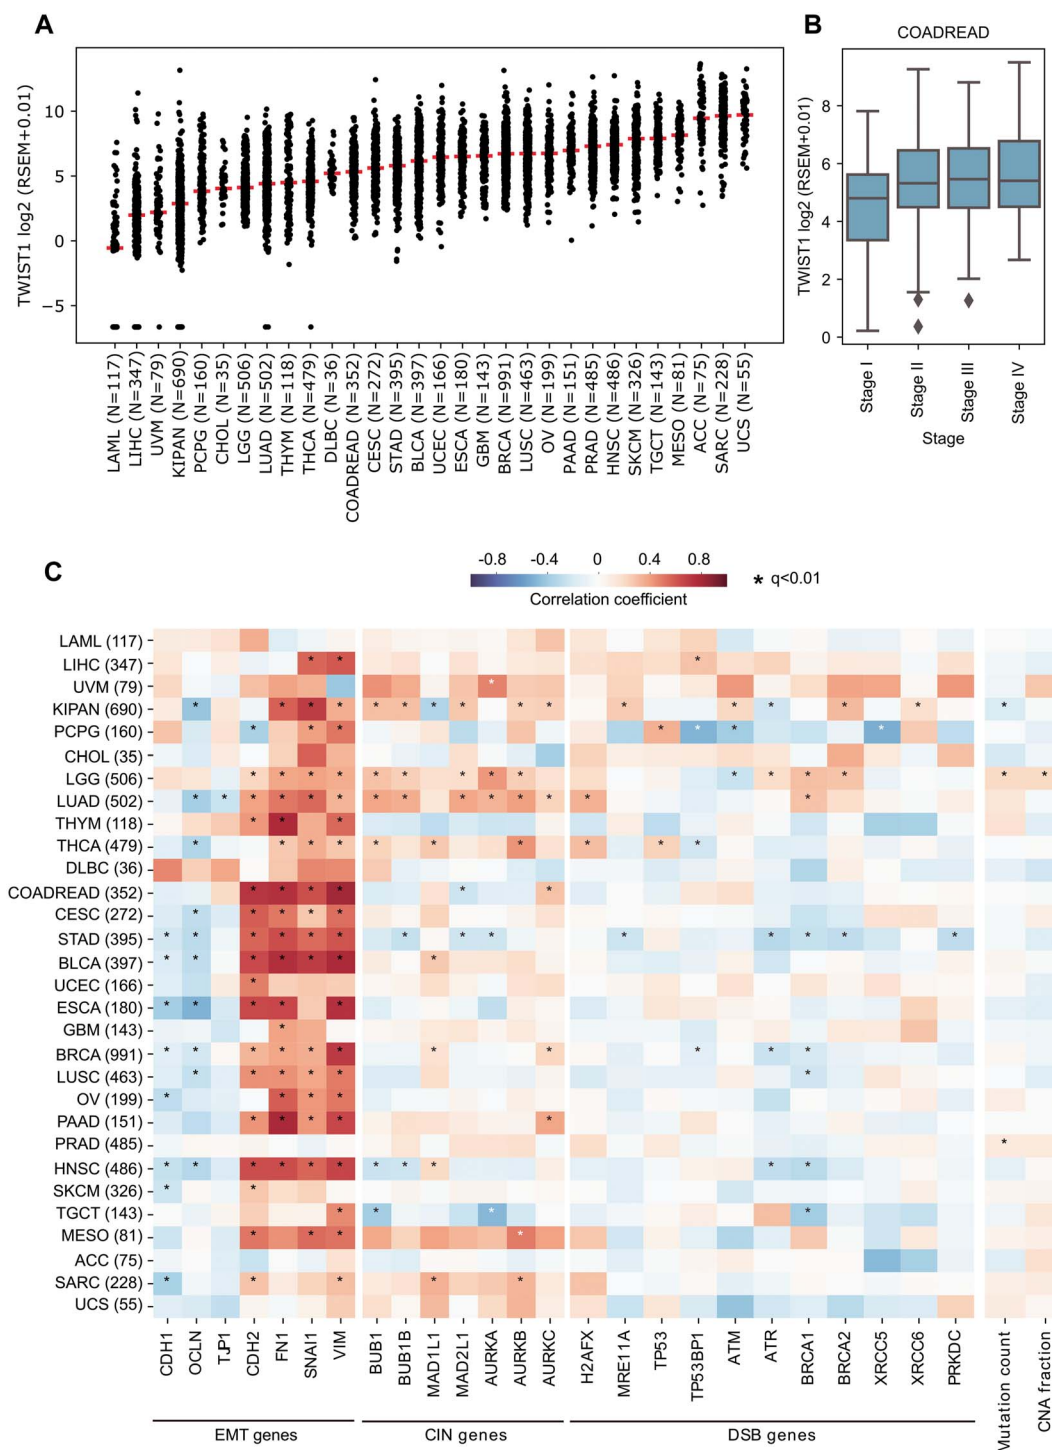 A
TWIST1 log2 (RSEM+0.01)
10
5
0
−5
LAML (N=117)
LIHC (N=347)
UVM (N=79)
KIPAN (N=690)
PCPG (N=160)
CHOL (N=35)
LGG (N=506)
LUAD (N=502)
THYM (N=118)
THCA (N=479)
DLBC (N=36)
COADREAD (N=352)
CESC (N=272)
STAD (N=395)
BLCA (N=397)
UCEC (N=166)
ESCA (N=180)
GBM (N=143)
BRCA (N=991)
LUSC (N=463)
OV (N=199)
PAAD (N=151)
PRAD (N=485)
HNSC (N=486)
SKCM (N=326)
TGCT (N=143)
MESO (N=81)
ACC (N=75)
SARC (N=228)
UCS (N=55)
B
COADREAD
TWIST1 log2 (RSEM+0.01)
8
6
4
2
0
Stage I
Stage II
Stage III
Stage IV
Stage
C
-0.8 -0.4 0 0.4 0.8
Correlation coefficient
* q<0.01
LAML (117)
LIHC (347)
UVM (79)
KIPAN (690)
PCPG (160)
CHOL (35)
LGG (506)
LUAD (502)
THYM (118)
THCA (479)
DLBC (36)
COADREAD (352)
CESC (272)
STAD (395)
BLCA (397)
UCEC (166)
ESCA (180)
GBM (143)
BRCA (991)
LUSC (463)
OV (199)
PAAD (151)
PRAD (485)
HNSC (486)
SKCM (326)
TGCT (143)
MESO (81)
ACC (75)
SARC (228)
UCS (55)
CDH1
OCLN
TJP1
CDH2
FN1
SNAI1
VIM
BUB1
BUB1B
MAD1L1
MAD2L1
AURKA
AURKB
AURKC
H2AFX
MRE11A
TP53
TP53BP1
ATM
ATR
BRCA1
BRCA2
XRCC5
XRCC6
PRKDC
Mutation count
CNA fraction
EMT genes
CIN genes
DSB genes